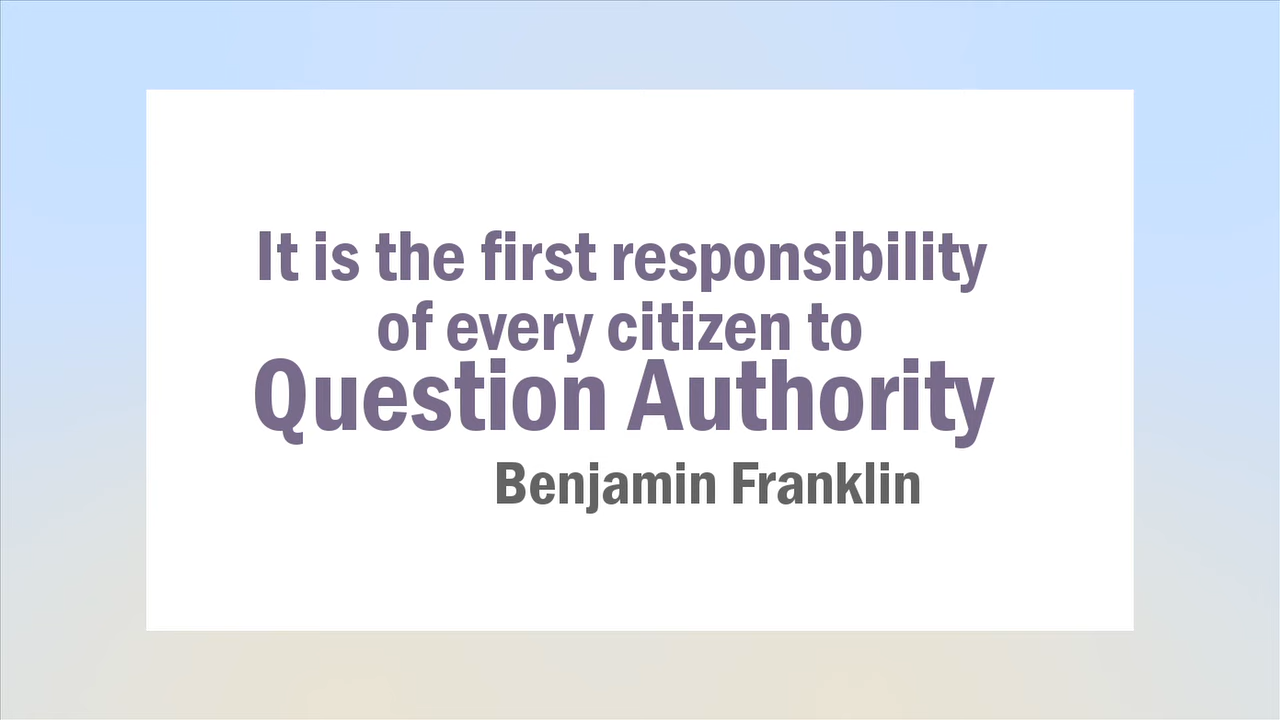 It is the first responsibility
of every citizen to
Question Authority
Benjamin Franklin